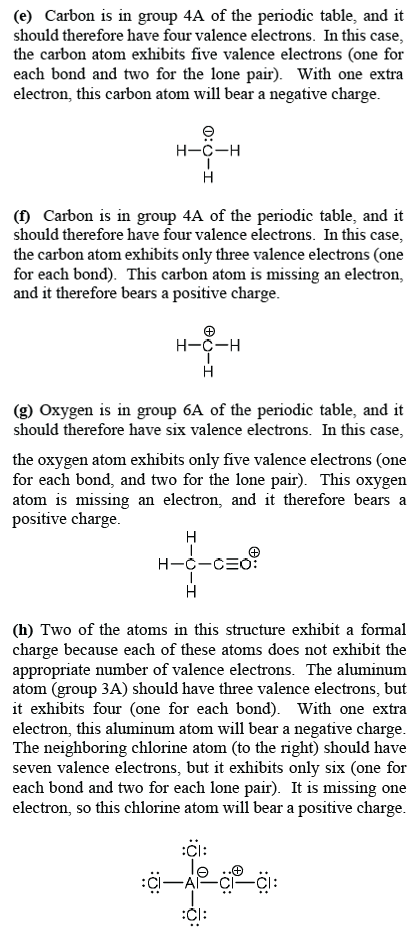 (e) Carbon is in group 4A of the periodic table, and it
should therefore have four valence electrons. In this case,
the carbon atom exhibits five valence electrons (one for
each bond and two for the lone pair). With one extra
electron, this carbon atom will bear a negative charge.
⊖
H–C̈–H
|
H
(f) Carbon is in group 4A of the periodic table, and it
should therefore have four valence electrons. In this case,
the carbon atom exhibits only three valence electrons (one
for each bond). This carbon atom is missing an electron,
and it therefore bears a positive charge.
⊕
H–C–H
|
H
(g) Oxygen is in group 6A of the periodic table, and it
should therefore have six valence electrons. In this case,
the oxygen atom exhibits only five valence electrons (one
for each bond, and two for the lone pair). This oxygen
atom is missing an electron, and it therefore bears a
positive charge.
H
| ⊕
H–C–C≡O:
|
H
(h) Two of the atoms in this structure exhibit a formal
charge because each of these atoms does not exhibit the
appropriate number of valence electrons. The aluminum
atom (group 3A) should have three valence electrons, but
it exhibits four (one for each bond). With one extra
electron, this aluminum atom will bear a negative charge.
The neighboring chlorine atom (to the right) should have
seven valence electrons, but it exhibits only six (one for
each bond and two for each lone pair). It is missing one
electron, so this chlorine atom will bear a positive charge.
:C̈l:
| ⊖ ⊕
:Cl–Al–Cl–Cl:
|
:Cl: